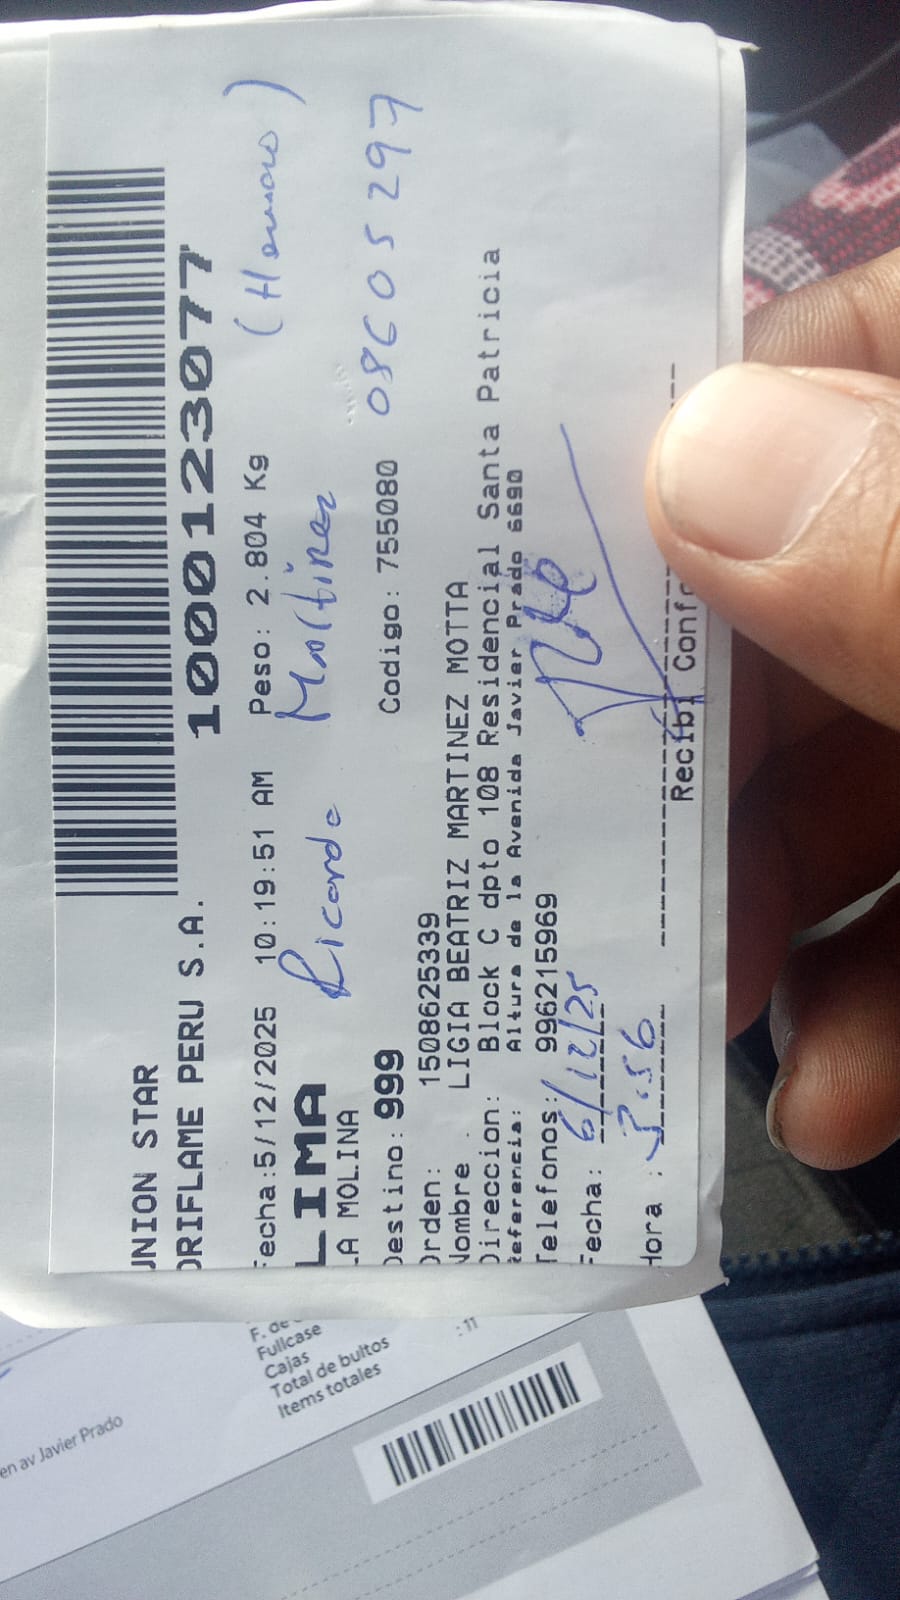 UNION STAR
ORIFLAME PERU S.A.
1000123077
Fecha:5/12/2025 10:19:51 AM Peso: 2.804 Kg
(Hermano)
LIMA
Ricardo Martinez
LA MOLINA
Destino: 999 Codigo: 755080
08605297
Orden: 1508625339
Nombre : LIGIA BEATRIZ MARTINEZ MOTTA
Direccion: Block C dpto 108 Residencial Santa Patricia
Referencia: Altura de la Avenida Javier Prado 6690
Telefonos: 996215969
Fecha: 6/12/25
Hora : 3:56
Recibi Confo
F. de
Fullcase
Cajas
Total de bultos : 11
Items totales
en av Javier Prado